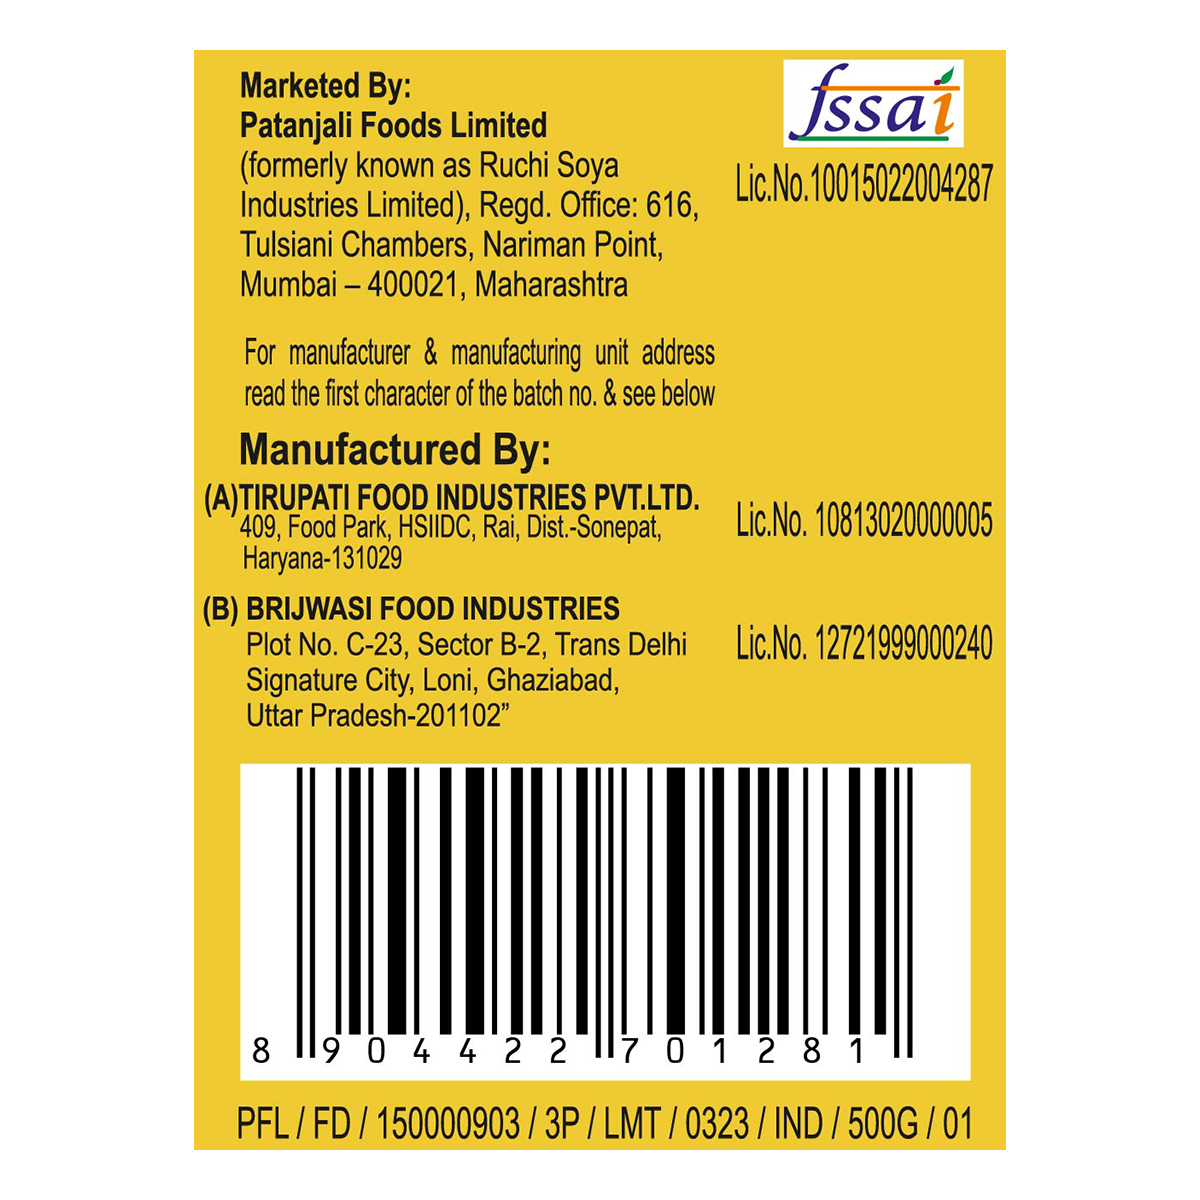 Marketed By:
fssai
Patanjali Foods Limited
(formerly known as Ruchi Soya
Lic.No.10015022004287
Industries Limited), Regd. Office: 616,
Tulsiani Chambers, Nariman Point,
Mumbai – 400021, Maharashtra
For manufacturer & manufacturing unit address
read the first character of the batch no. & see below
Manufactured By:
(A)TIRUPATI FOOD INDUSTRIES PVT.LTD.
409, Food Park, HSIIDC, Rai, Dist.-Sonepat,
Lic.No. 10813020000005
Haryana-131029
(B) BRIJWASI FOOD INDUSTRIES
Plot No. C-23, Sector B-2, Trans Delhi
Lic.No. 12721999000240
Signature City, Loni, Ghaziabad,
Uttar Pradesh-201102”
8 904422 701281
PFL / FD / 150000903 / 3P / LMT / 0323 / IND / 500G / 01